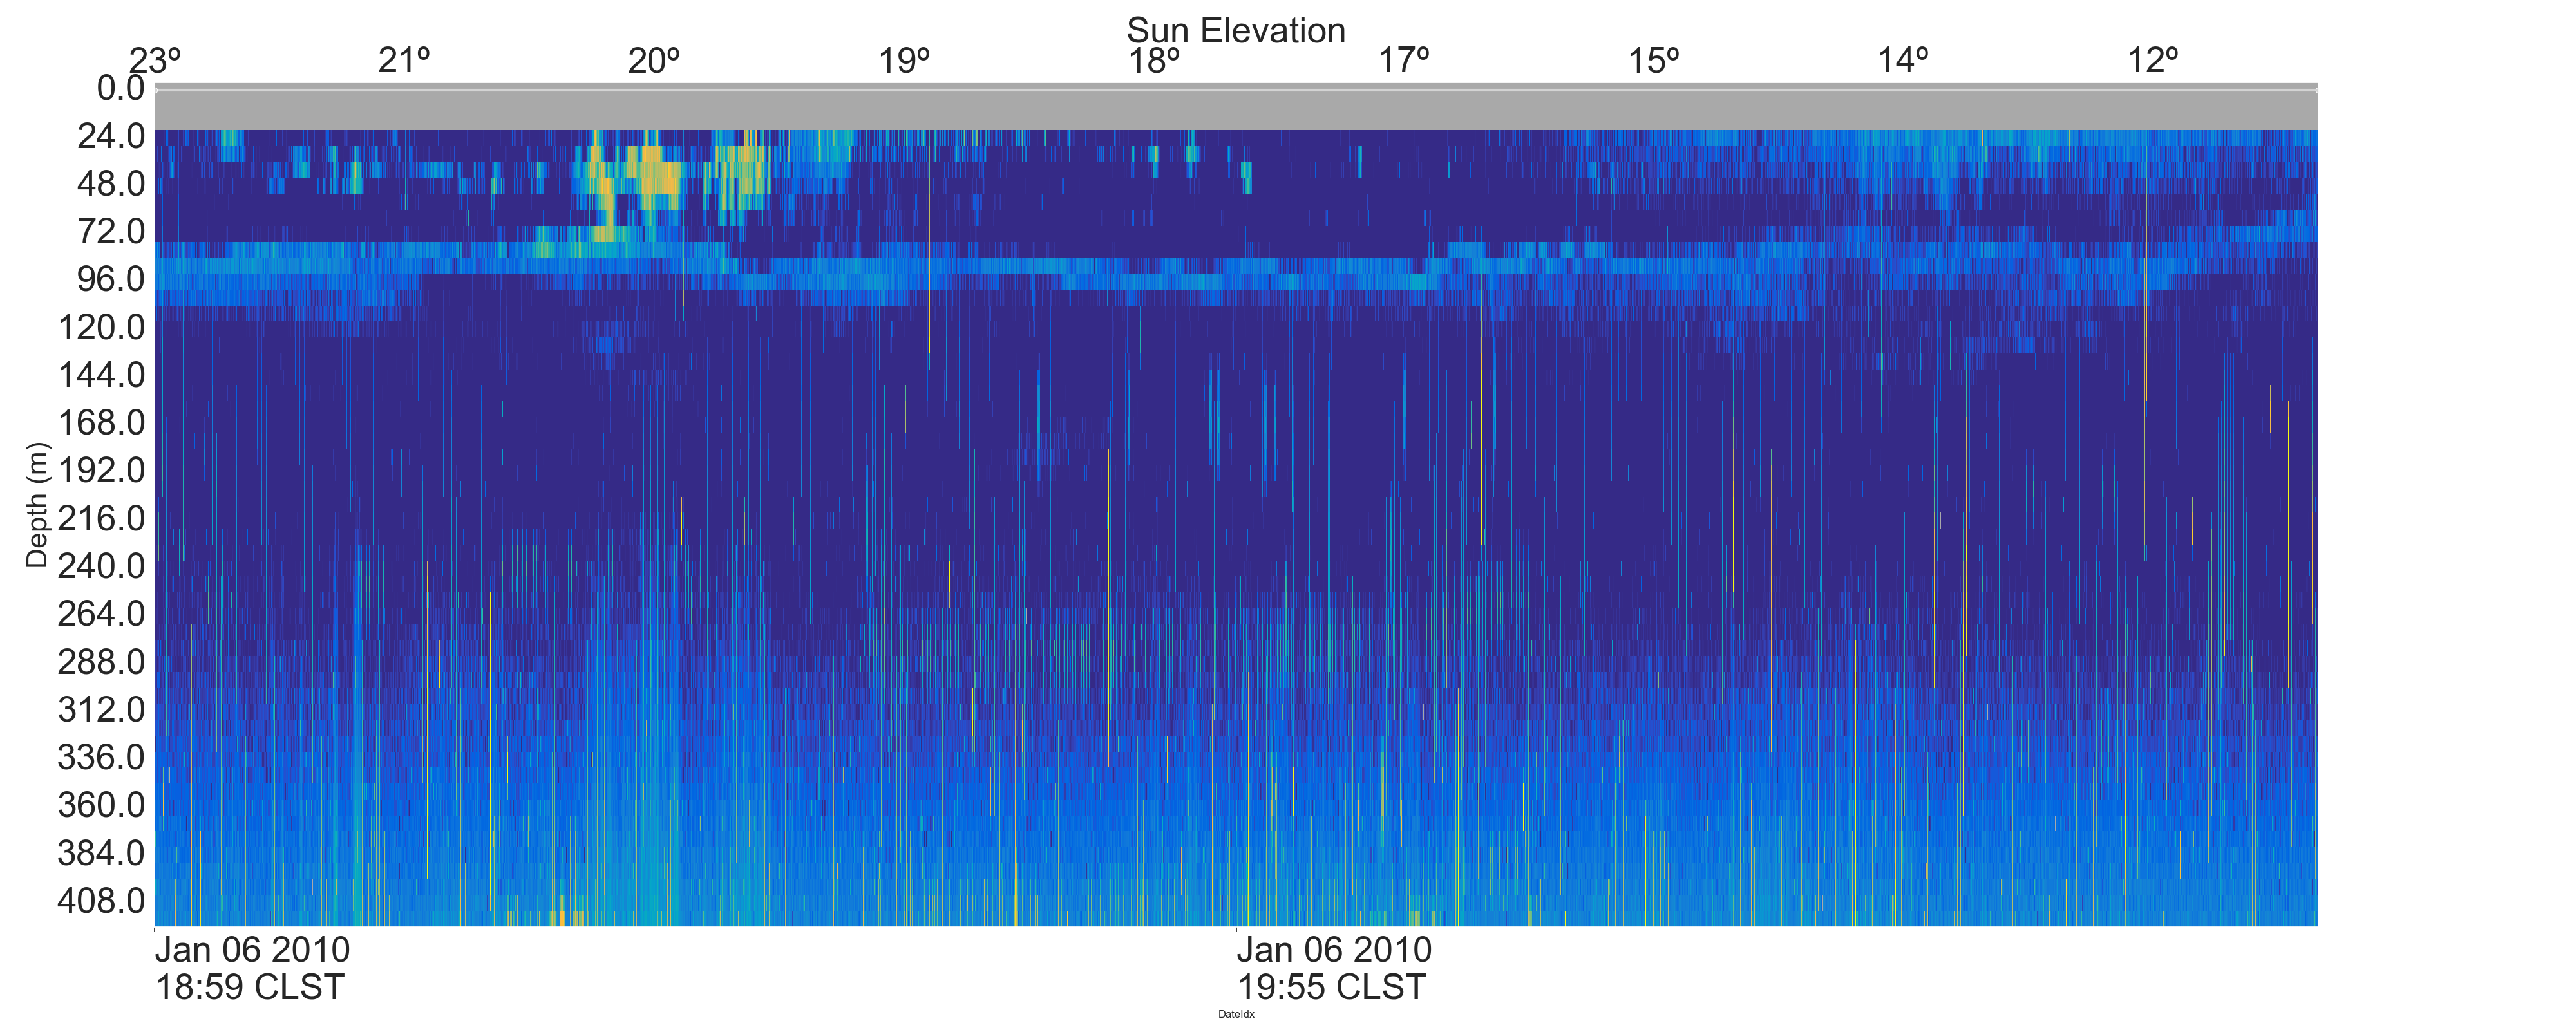 Sun Elevation
23º 21º 20º 19º 18º 17º 15º 14º 12º
0.0
24.0
48.0
72.0
96.0
120.0
144.0
168.0
192.0
216.0
240.0
264.0
288.0
312.0
336.0
360.0
384.0
408.0
Depth (m)
Jan 06 2010
18:59 CLST
Jan 06 2010
19:55 CLST
DateIdx